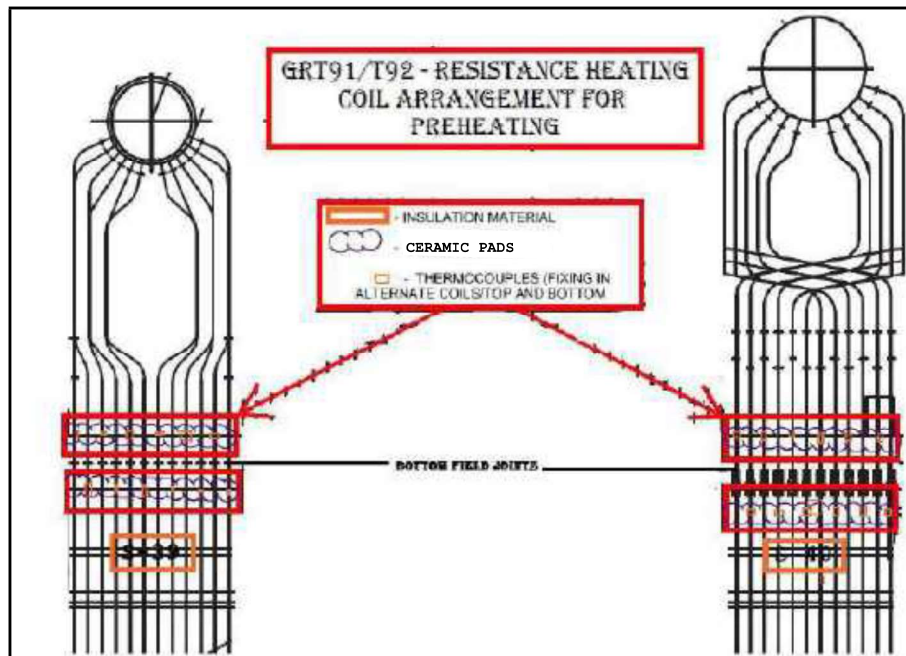 GRT91/T92 - RESISTANCE HEATING
COIL ARRANGEMENT FOR
PREHEATING
- INSULATION MATERIAL
- CERAMIC PADS
- THERMOCOUPLES (FIXING IN
ALTERNATE COILS/TOP AND BOTTOM
BOTTOM FIELD JOINTS